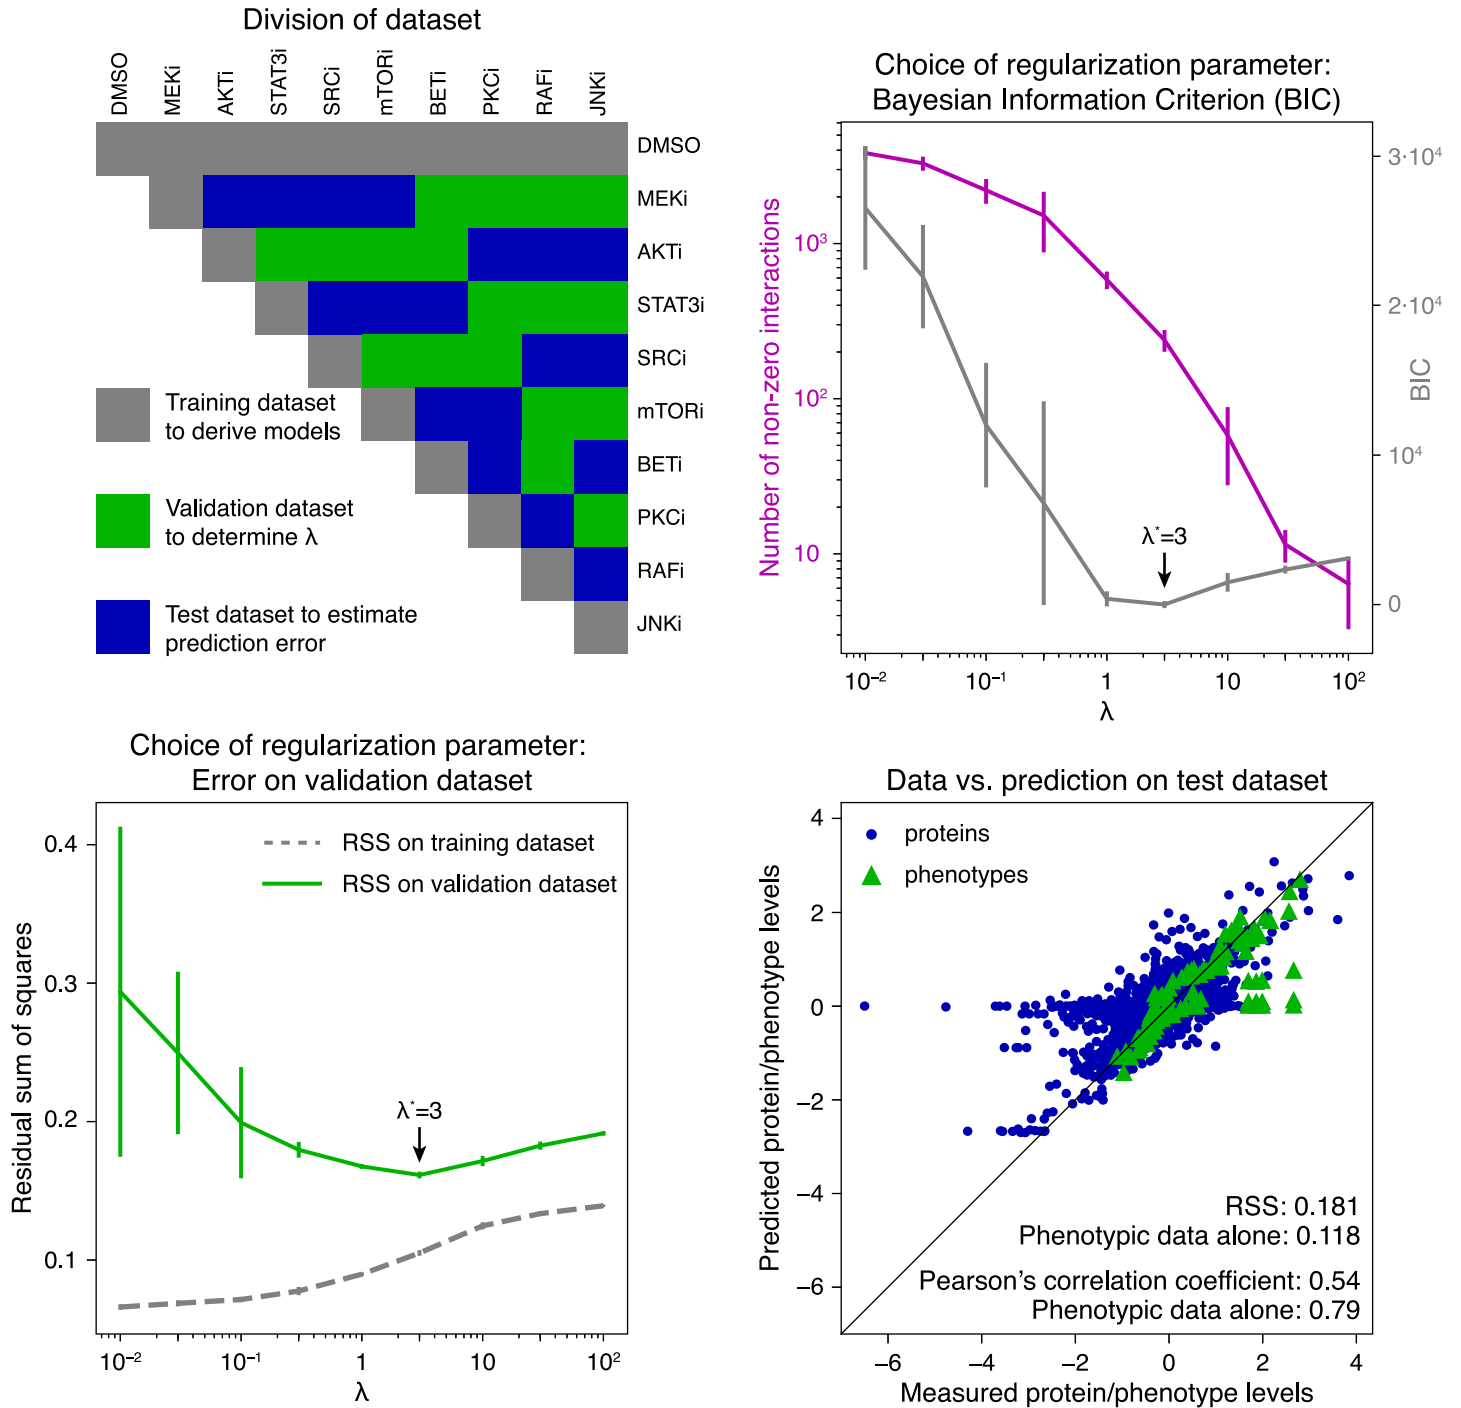 Division of dataset
DMSO
MEKi
AKTi
STAT3i
SRCi
mTORi
BETi
PKCi
RAFi
JNKi
DMSO
MEKi
AKTi
STAT3i
SRCi
mTORi
BETi
PKCi
RAFi
JNKi
Training dataset
to derive models
Validation dataset
to determine λ
Test dataset to estimate
prediction error
Choice of regularization parameter:
Bayesian Information Criterion (BIC)
Number of non-zero interactions
10³
10²
10
BIC
3·10⁴
2·10⁴
10⁴
0
λ*=3
10⁻²
10⁻¹
1
10
10²
λ
Choice of regularization parameter:
Error on validation dataset
Residual sum of squares
0.4
0.3
0.2
0.1
RSS on training dataset
RSS on validation dataset
λ*=3
10⁻²
10⁻¹
1
10
10²
λ
Data vs. prediction on test dataset
Predicted protein/phenotype levels
4
2
0
−2
−4
−6
proteins
phenotypes
RSS: 0.181
Phenotypic data alone: 0.118
Pearson's correlation coefficient: 0.54
Phenotypic data alone: 0.79
−6
−4
−2
0
2
4
Measured protein/phenotype levels